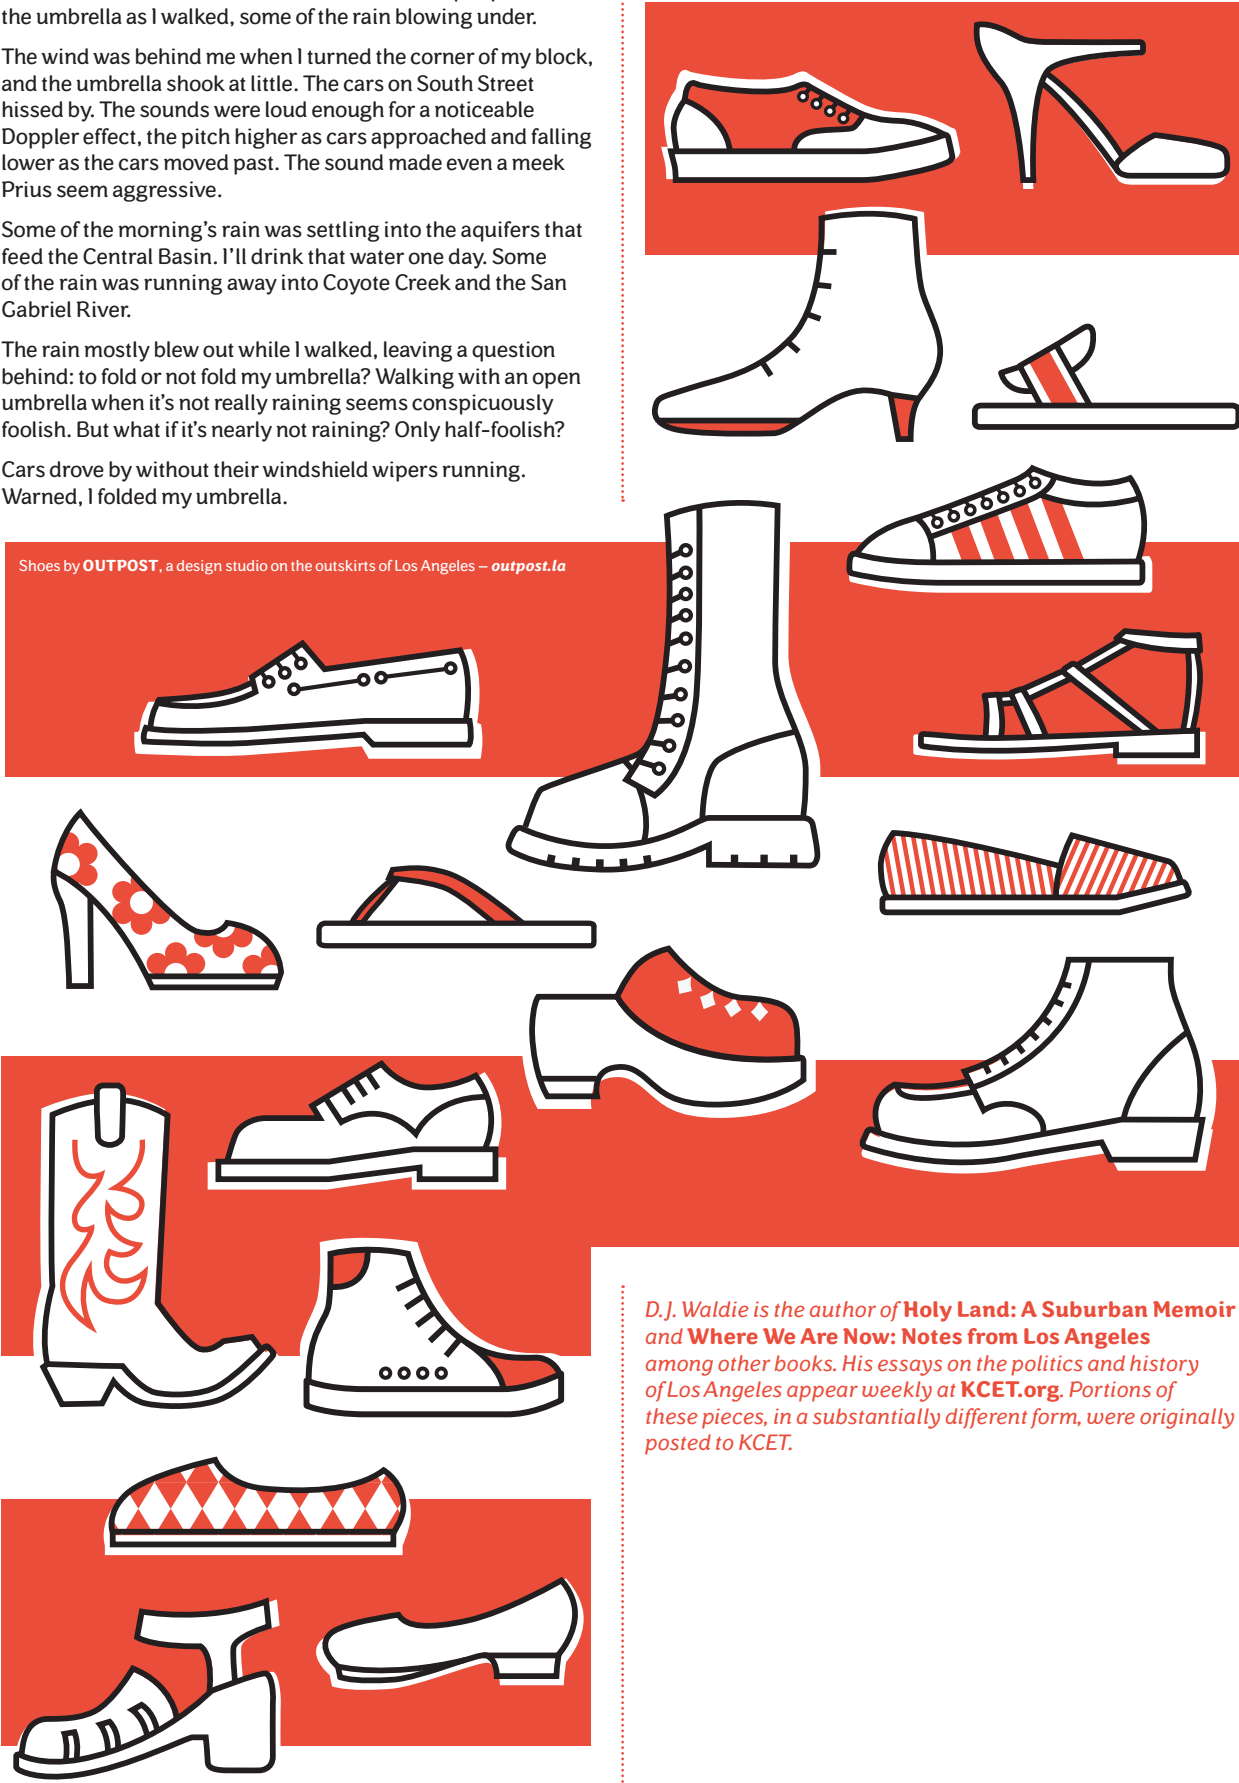 the umbrella as I walked, some of the rain blowing under.
The wind was behind me when I turned the corner of my block,
and the umbrella shook at little. The cars on South Street
hissed by. The sounds were loud enough for a noticeable
Doppler effect, the pitch higher as cars approached and falling
lower as the cars moved past. The sound made even a meek
Prius seem aggressive.
Some of the morning’s rain was settling into the aquifers that
feed the Central Basin. I’ll drink that water one day. Some
of the rain was running away into Coyote Creek and the San
Gabriel River.
The rain mostly blew out while I walked, leaving a question
behind: to fold or not fold my umbrella? Walking with an open
umbrella when it’s not really raining seems conspicuously
foolish. But what if it’s nearly not raining? Only half-foolish?
Cars drove by without their windshield wipers running.
Warned, I folded my umbrella.
Shoes by OUTPOST, a design studio on the outskirts of Los Angeles – outpost.la
D.J. Waldie is the author of Holy Land: A Suburban Memoir
and Where We Are Now: Notes from Los Angeles
among other books. His essays on the politics and history
of Los Angeles appear weekly at KCET.org. Portions of
these pieces, in a substantially different form, were originally
posted to KCET.